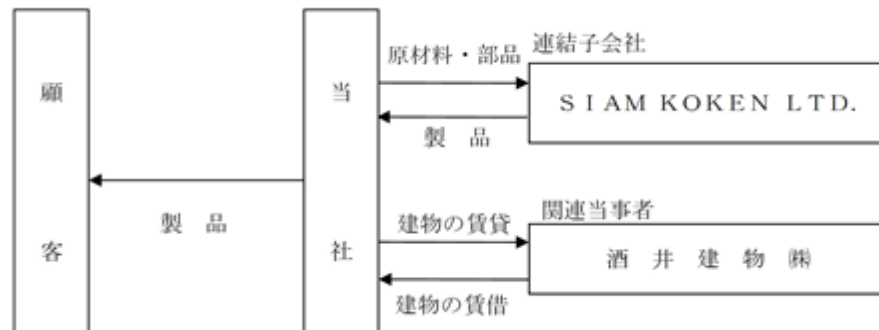 顧客
当社
原材料・部品
連結子会社
SIAM KOKEN LTD.
製品
製品
関連当事者
建物の賃貸
酒井建物㈱
建物の賃借